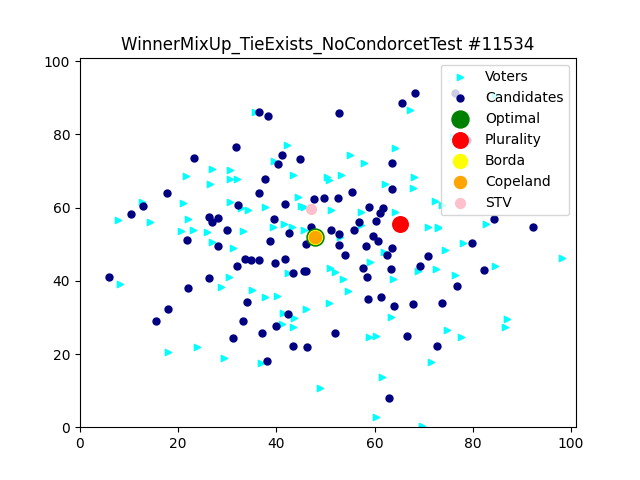 WinnerMixUp_TieExists_NoCondorcetTest #11534
100
80
60
40
20
0
0
20
40
60
80
100
Voters
Candidates
Optimal
Plurality
Borda
Copeland
STV